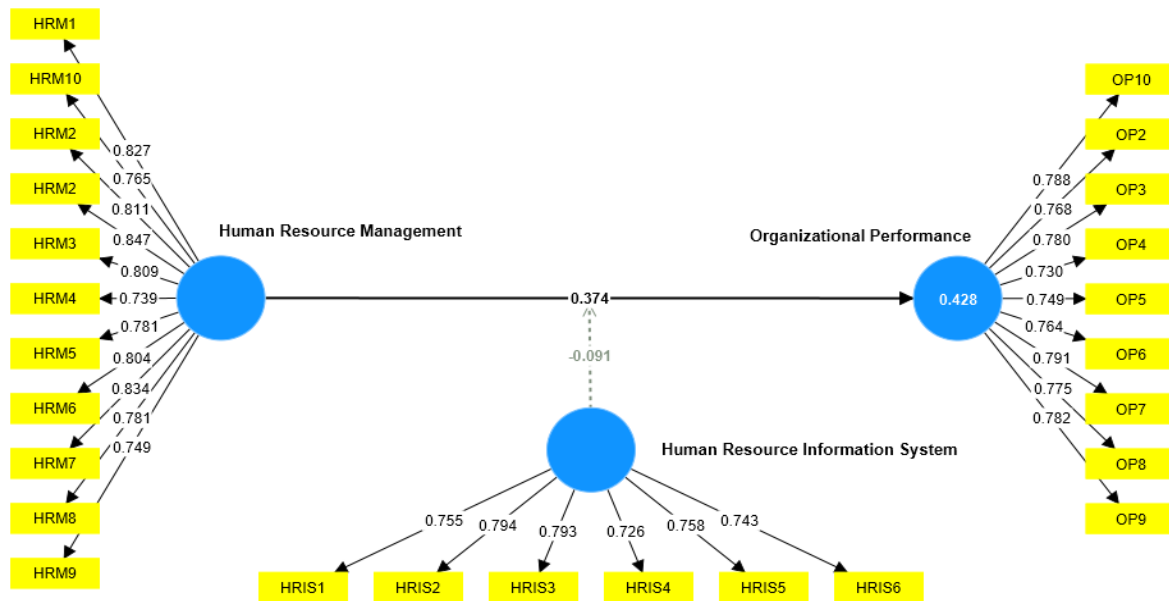 HRM1
HRM10
HRM2
HRM2
HRM3
HRM4
HRM5
HRM6
HRM7
HRM8
HRM9
0.827
0.765
0.811
0.847
0.809
0.739
0.781
0.804
0.834
0.781
0.749
Human Resource Management
0.374
-0.091
Organizational Performance
0.428
0.788
0.768
0.780
0.730
0.749
0.764
0.791
0.775
0.782
OP10
OP2
OP3
OP4
OP5
OP6
OP7
OP8
OP9
Human Resource Information System
0.755
0.794
0.793
0.726
0.758
0.743
HRIS1
HRIS2
HRIS3
HRIS4
HRIS5
HRIS6